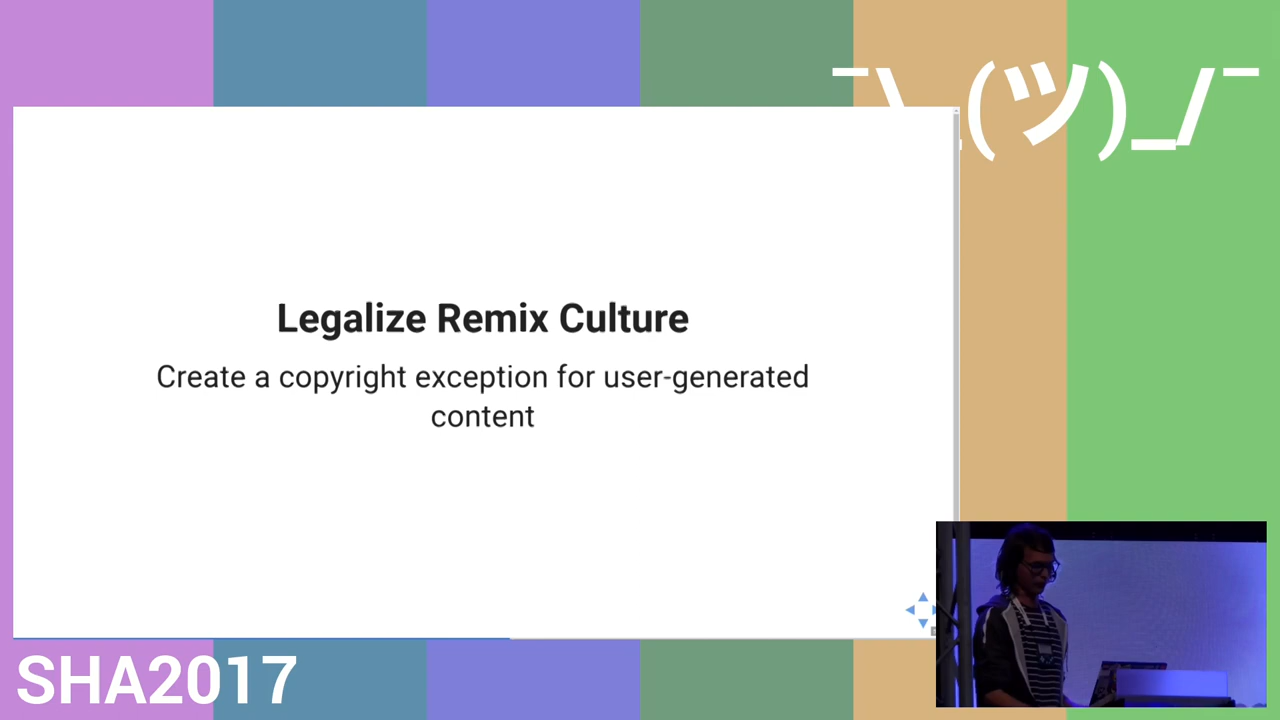 ¯\_(ツ)_/¯
Legalize Remix Culture
Create a copyright exception for user-generated
content
SHA2017